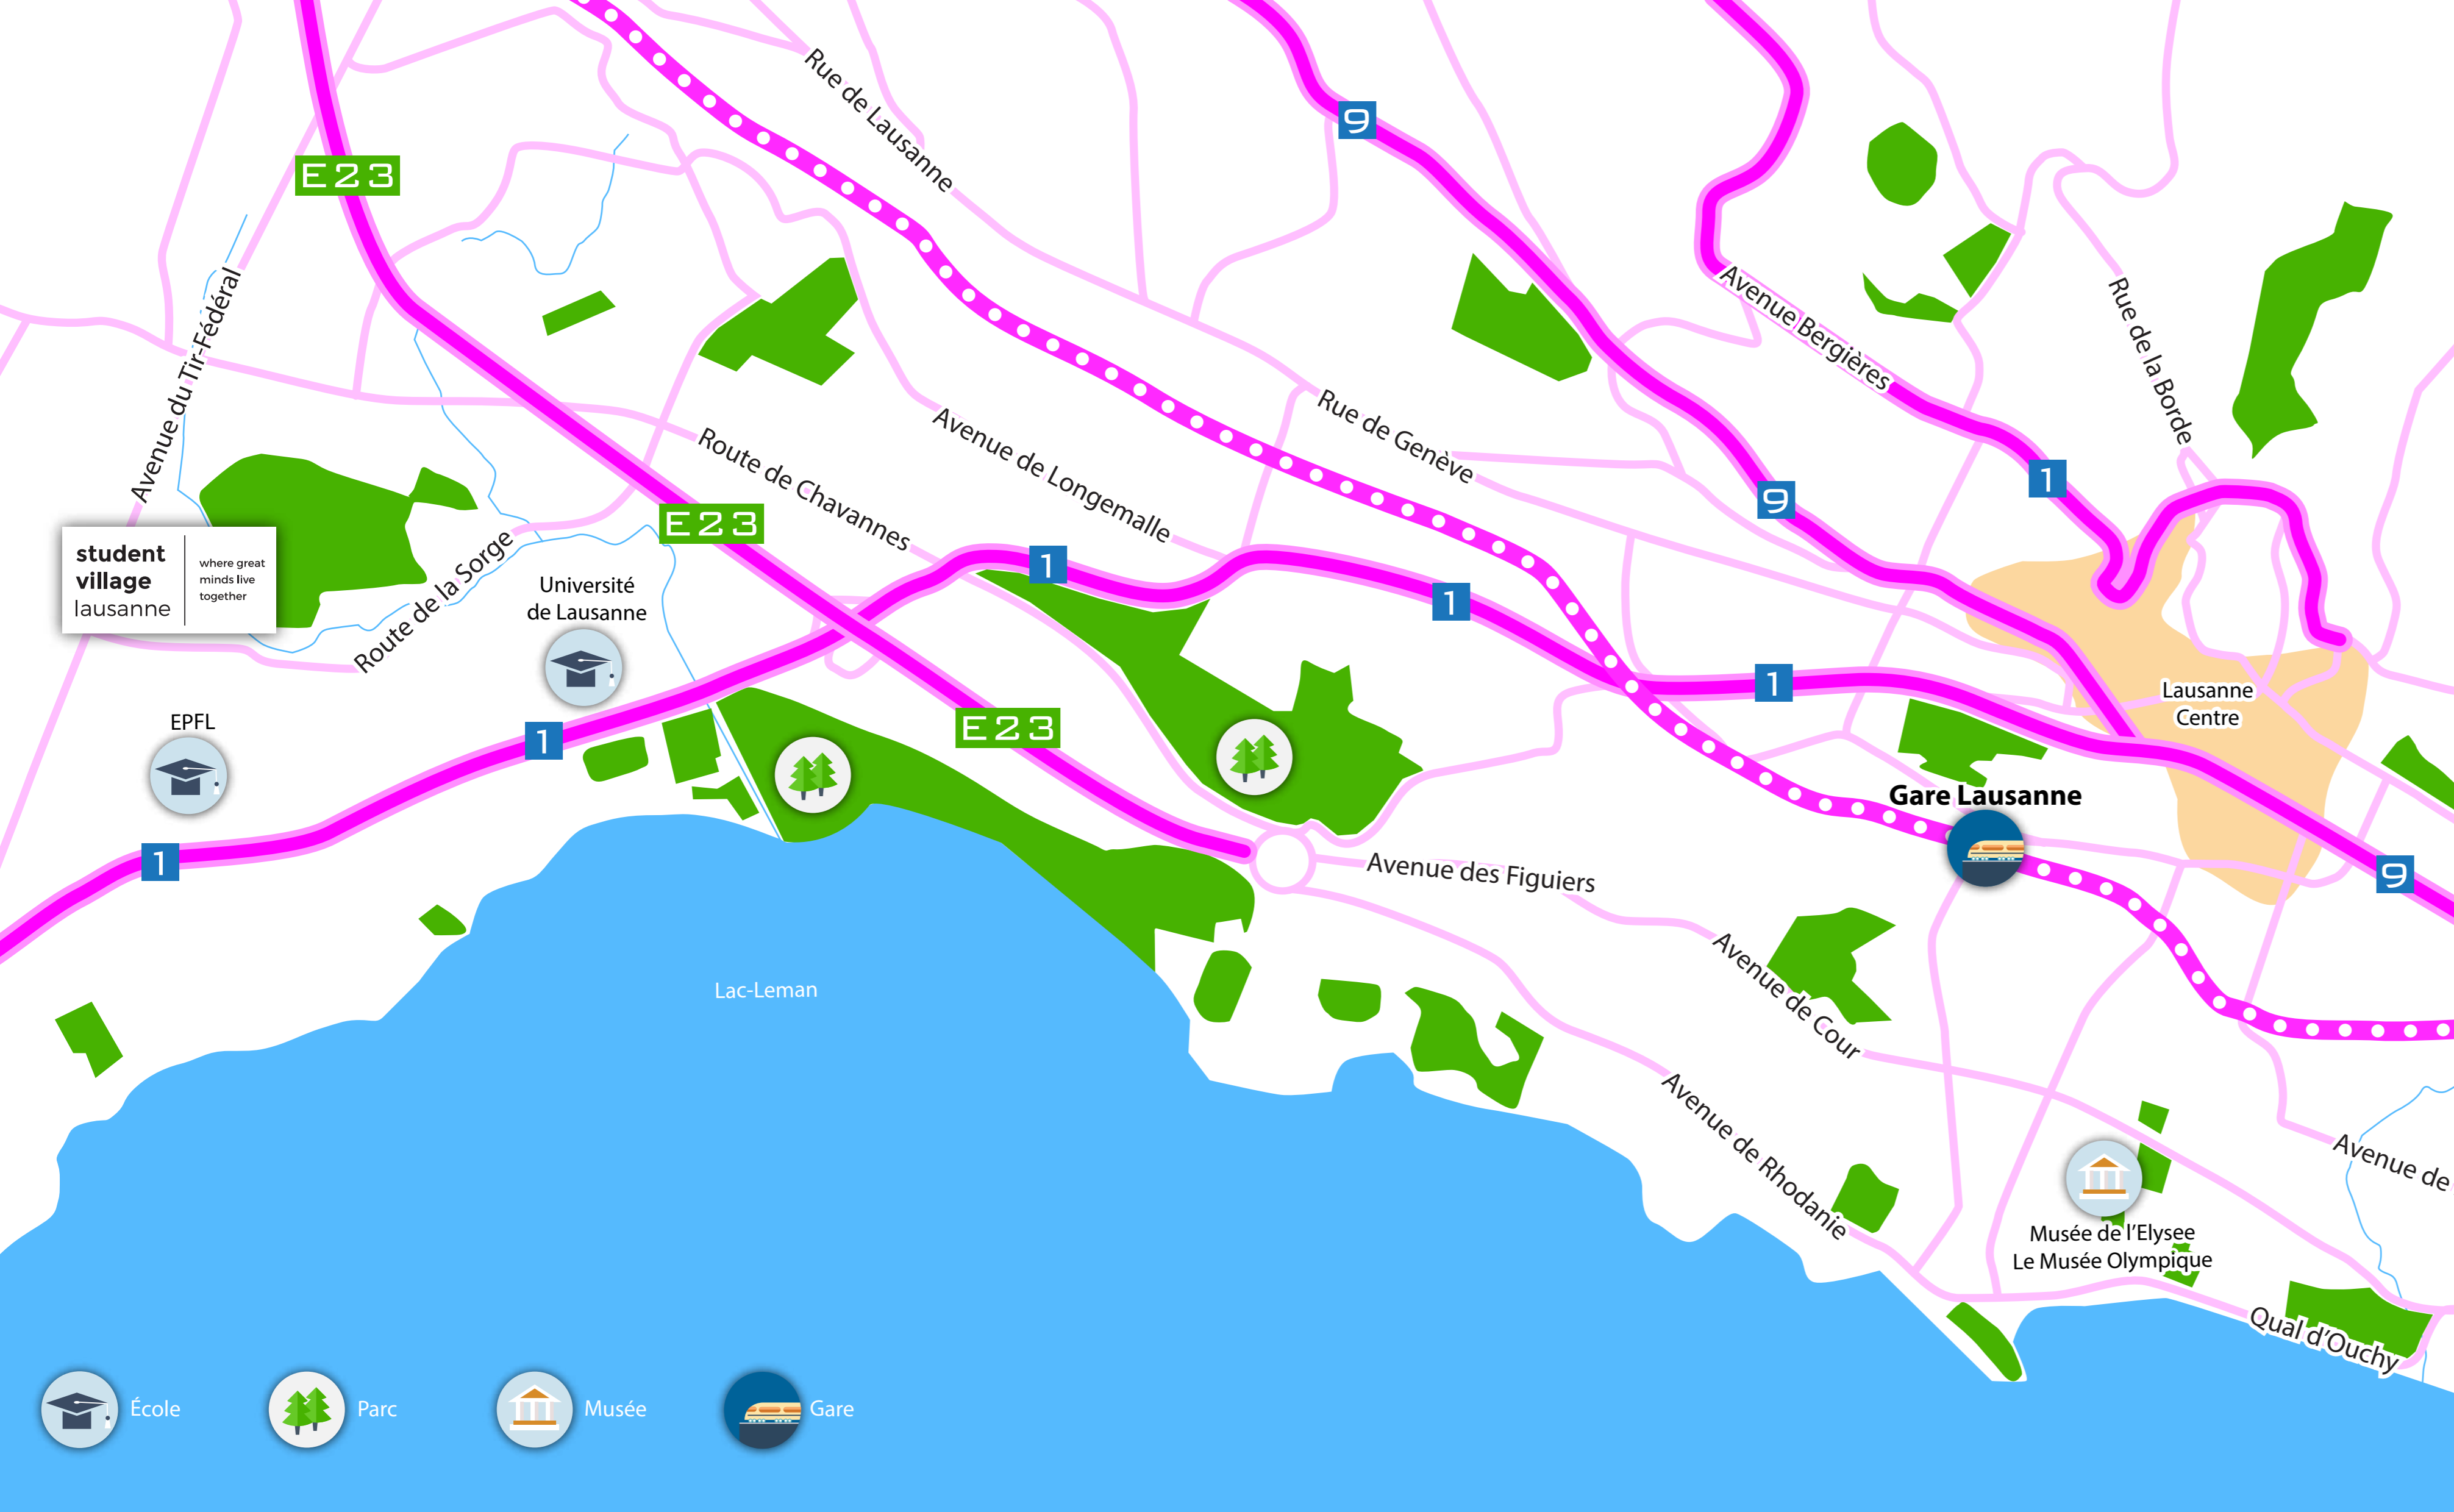 Rue de Lausanne
9
E23
Avenue du Tir-Fédéral
Avenue Bergières
Rue de la Borde
Rue de Genève
Avenue de Longemalle
Route de Chavannes
1
9
E23
student
village
lausanne
where great
minds live
together
Route de la Sorge
Université
de Lausanne
1
1
1
Lausanne
Centre
EPFL
1
E23
Gare Lausanne
1
9
Avenue des Figuiers
Avenue de Cour
Lac-Leman
Avenue de Rhodanie
Avenue de
Musée de l'Elysee
Le Musée Olympique
Qual d'Ouchy
École
Parc
Musée
Gare